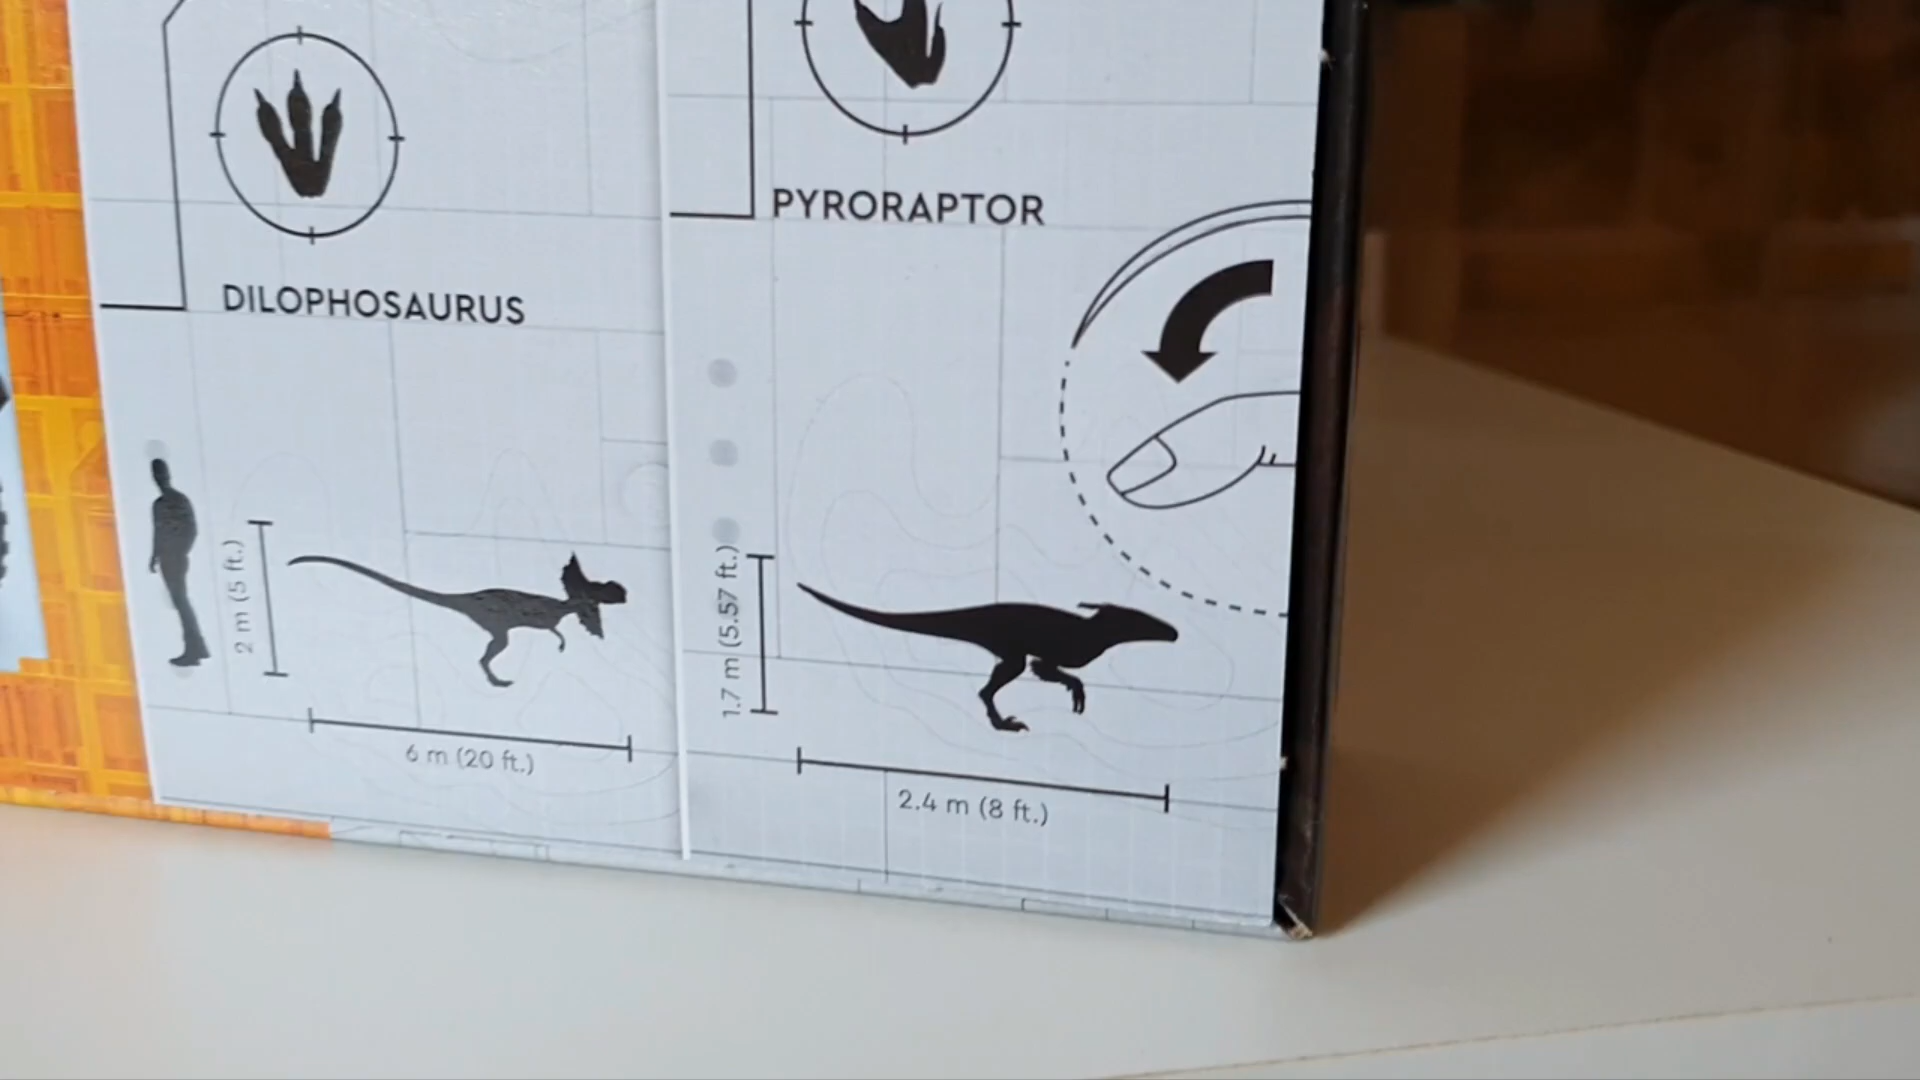 DILOPHOSAURUS
2 m (5 ft.)
6 m (20 ft.)
PYRORAPTOR
1.7 m (5.57 ft.)
2.4 m (8 ft.)